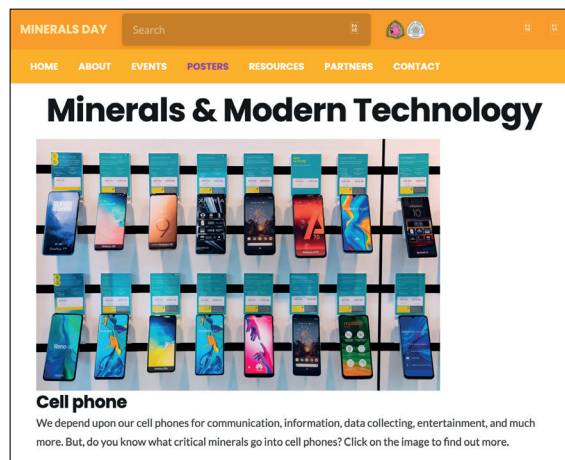 MINERALS DAY
Search
HOME ABOUT EVENTS POSTERS RESOURCES PARTNERS CONTACT
Minerals & Modern Technology
Reno
Cell phone
We depend upon our cell phones for communication, information, data collecting, entertainment, and much
more. But, do you know what critical minerals go into cell phones? Click on the image to find out more.